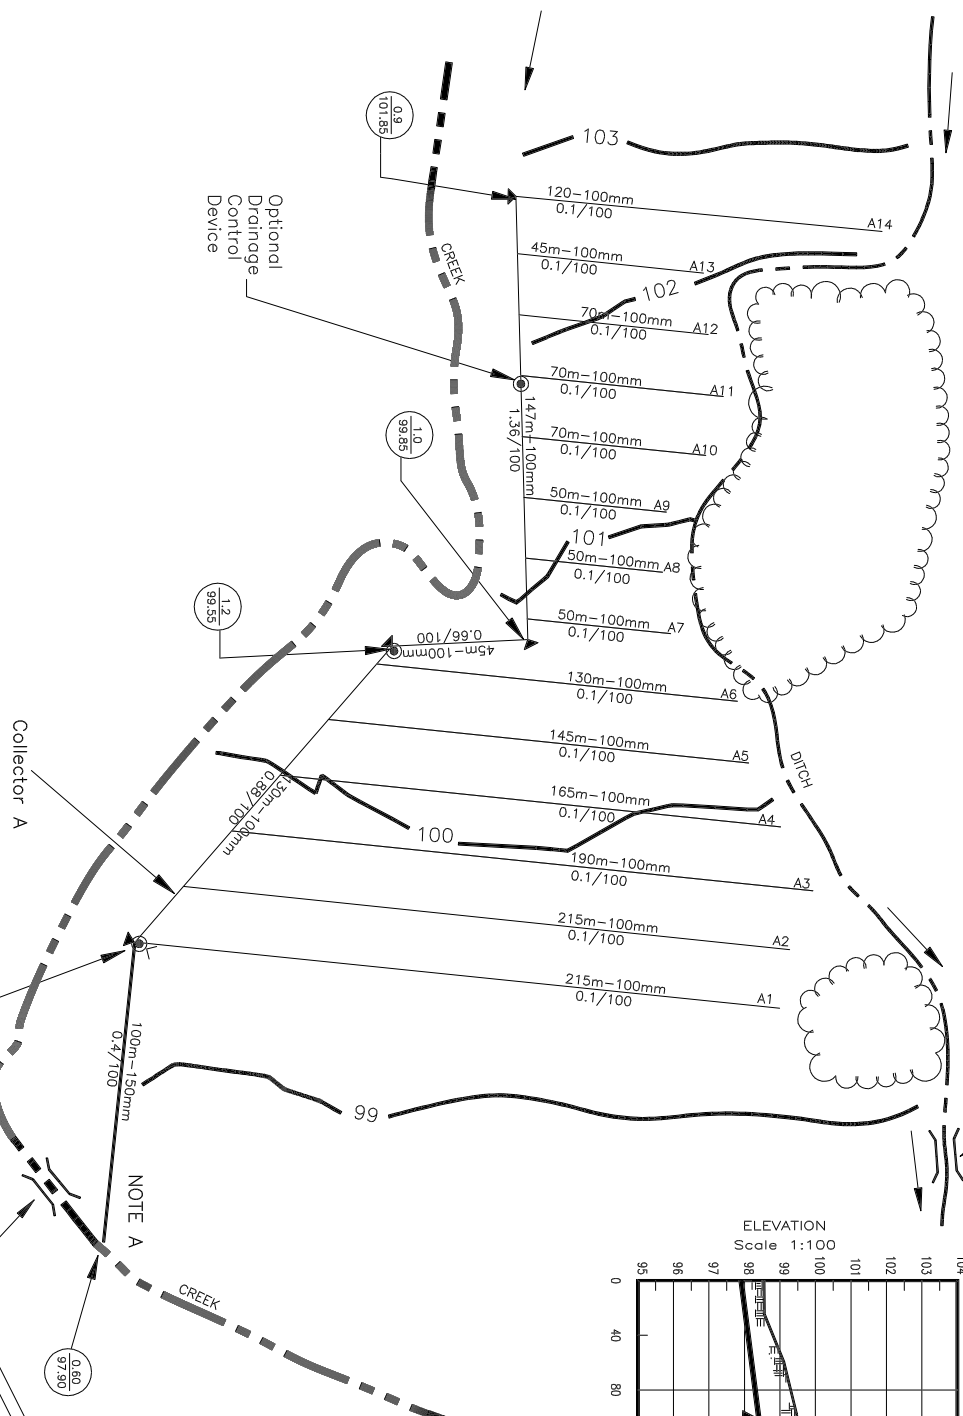 103
0.9
101.85
120-100mm
0.1/100
A14
Optional
Drainage
Control
Device
CREEK
45m-100mm
0.1/100
A13
102
70m-100mm
0.1/100
A12
70m-100mm
0.1/100
A11
147m-100mm
1.36/100
1.0
99.85
70m-100mm
0.1/100
A10
50m-100mm
0.1/100
A9
101
50m-100mm
0.1/100
A8
1.2
99.55
50m-100mm
0.1/100
A7
45m-100mm
0.66/100
130m-100mm
0.1/100
A6
145m-100mm
0.1/100
A5
DITCH
Collector A
130m-100mm
0.88/100
165m-100mm
0.1/100
A4
100
190m-100mm
0.1/100
A3
215m-100mm
0.1/100
A2
215m-100mm
0.1/100
A1
100m-150mm
0.4/100
99
NOTE A
CREEK
0.60
97.90
ELEVATION
Scale 1:100
95
96
97
98
99
100
101
102
103
104
0
40
80